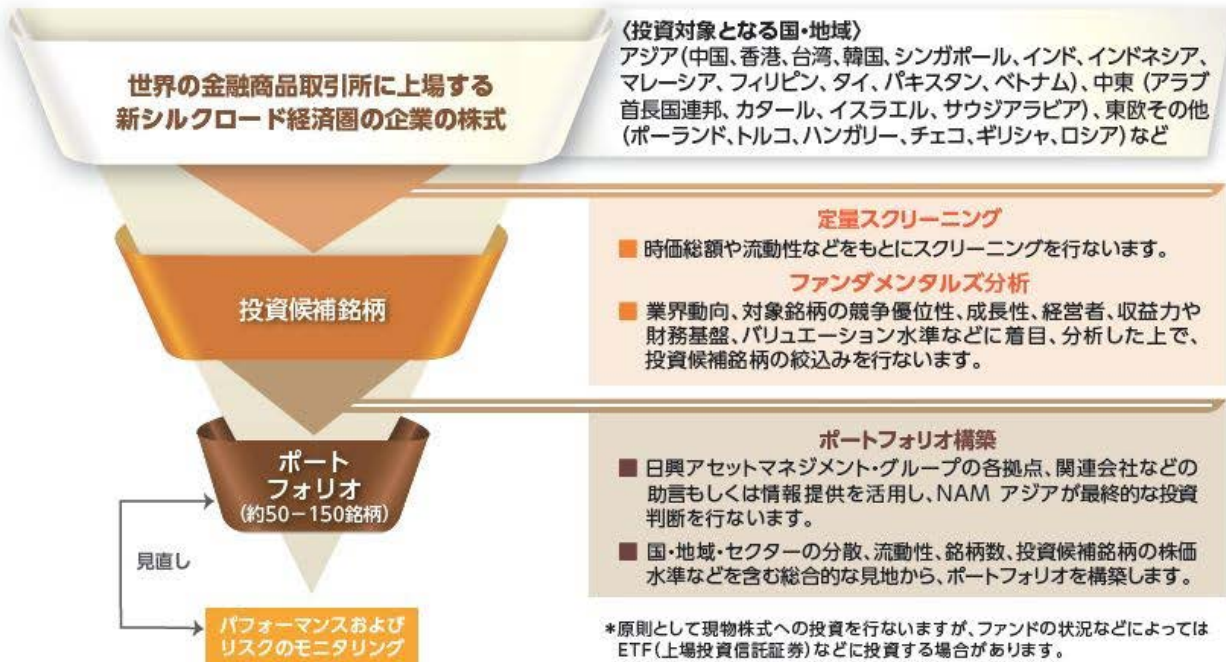 世界の金融商品取引所に上場する
新シルクロード経済圏の企業の株式
〈投資対象となる国・地域〉
アジア(中国、香港、台湾、韓国、シンガポール、インド、インドネシア、
マレーシア、フィリピン、タイ、パキスタン、ベトナム)、中東 (アラブ
首長国連邦、カタール、イスラエル、サウジアラビア)、東欧その他
(ポーランド、トルコ、ハンガリー、チェコ、ギリシャ、ロシア)など
定量スクリーニング
■ 時価総額や流動性などをもとにスクリーニングを行ないます。
ファンダメンタルズ分析
■ 業界動向、対象銘柄の競争優位性、成長性、経営者、収益力や
財務基盤、バリュエーション水準などに着目、分析した上で、
投資候補銘柄の絞込みを行ないます。
投資候補銘柄
ポートフォリオ構築
■ 日興アセットマネジメント・グループの各拠点、関連会社などの
助言もしくは情報提供を活用し、NAM アジアが最終的な投資
判断を行ないます。
■ 国・地域・セクターの分散、流動性、銘柄数、投資候補銘柄の株価
水準などを含む総合的な見地から、ポートフォリオを構築します。
ポート
フォリオ
(約50－150銘柄)
見直し
パフォーマンスおよび
リスクのモニタリング
*原則として現物株式への投資を行ないますが、ファンドの状況などによっては
ETF(上場投資信託証券)などに投資する場合があります。